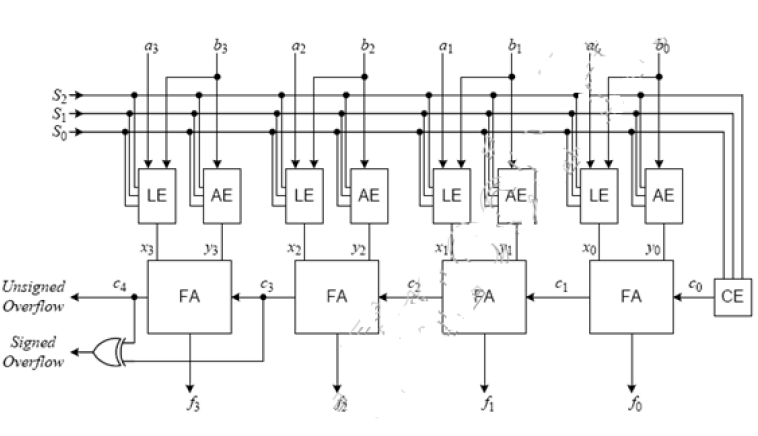 a3 b3 a2 b2 a1 b1 a0 b0
S2
S1
S0
LE AE LE AE LE AE LE AE
x3 y3 x2 y2 x1 y1 x0 y0
Unsigned Overflow c4 FA c3 FA c2 FA c1 FA c0 CE
Signed Overflow
f3 f2 f1 f0